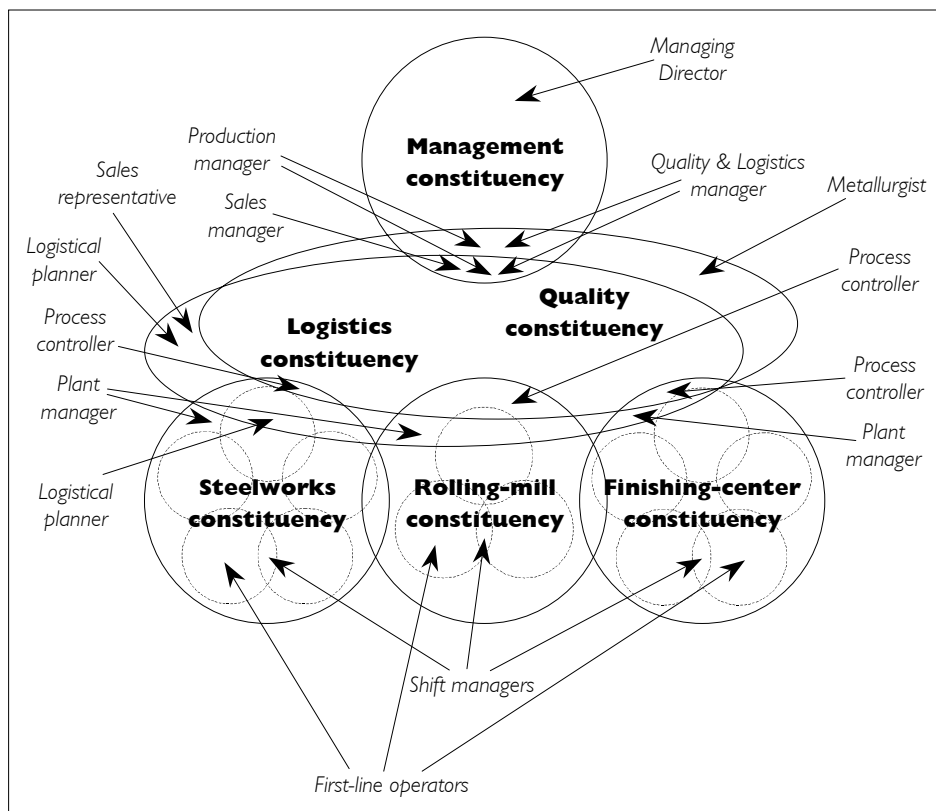 Managing
Director
Production
manager
Management
constituency
Quality & Logistics
manager
Sales
representative
Sales
manager
Metallurgist
Logistical
planner
Process
controller
Quality
constituency
Process
controller
Logistics
constituency
Plant
manager
Process
controller
Plant
manager
Logistical
planner
Steelworks
constituency
Rolling-mill
constituency
Finishing-center
constituency
Shift managers
First-line operators